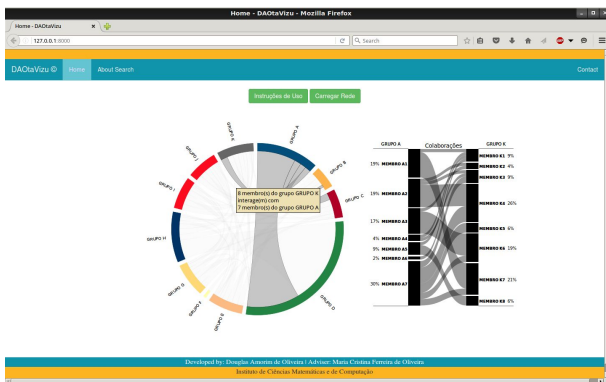 Home - DAOtaVizu - Mozilla Firefox
Home - DAOtaVizu
127.0.0.1:8000
Search
DAOtaVizu ©
Home
About Search
Contact
Instruções de Uso
Carregar Rede
GRUPO K
GRUPO A
GRUPO J
GRUPO B
GRUPO I
GRUPO C
GRUPO H
GRUPO G
GRUPO F
GRUPO E
GRUPO D
8 membro(s) do grupo GRUPO K
interage(m) com
7 membro(s) do grupo GRUPO A
GRUPO A Colaborações GRUPO K
19% MEMBRO A1
19% MEMBRO A2
17% MEMBRO A3
4% MEMBRO A4
9% MEMBRO A5
2% MEMBRO A6
30% MEMBRO A7
MEMBRO K1 9%
MEMBRO K2 4%
MEMBRO K3 9%
MEMBRO K4 26%
MEMBRO K5 6%
MEMBRO K6 19%
MEMBRO K7 21%
MEMBRO K8 6%
Developed by: Douglas Amorim de Oliveira | Adviser: Maria Cristina Ferreira de Oliveira
Instituto de Ciências Matemáticas e de Computação